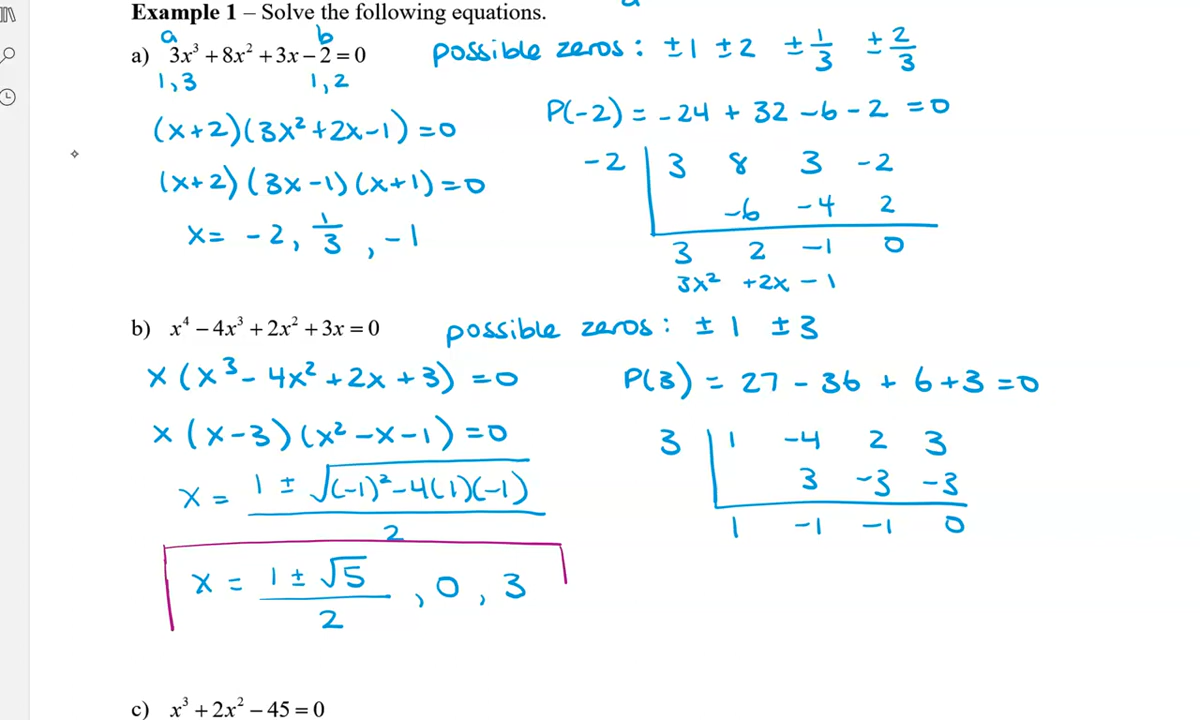 Example 1 – Solve the following equations.
a b
a) 3x³ + 8x² + 3x − 2 = 0
possible zeros : ±1 ±2 ±1/3 ±2/3
1,3 1,2
(x+2)(3x²+2x−1) = 0
(x+2)(3x−1)(x+1) = 0
x = −2, 1/3, −1
P(−2) = −24 + 32 −6 −2 = 0
−2 | 3 8 3 −2
−6 −4 2
3 2 −1 0
3x² +2x −1
b) x⁴ − 4x³ + 2x² + 3x = 0
possible zeros : ±1 ±3
x(x³ − 4x² + 2x + 3) = 0
x(x−3)(x²−x−1) = 0
x = (1 ± √((−1)²−4(1)(−1)))/2
x = (1 ± √5)/2, 0, 3
P(3) = 27 − 36 + 6 + 3 = 0
3 | 1 −4 2 3
3 −3 −3
1 −1 −1 0
c) x³ + 2x² − 45 = 0